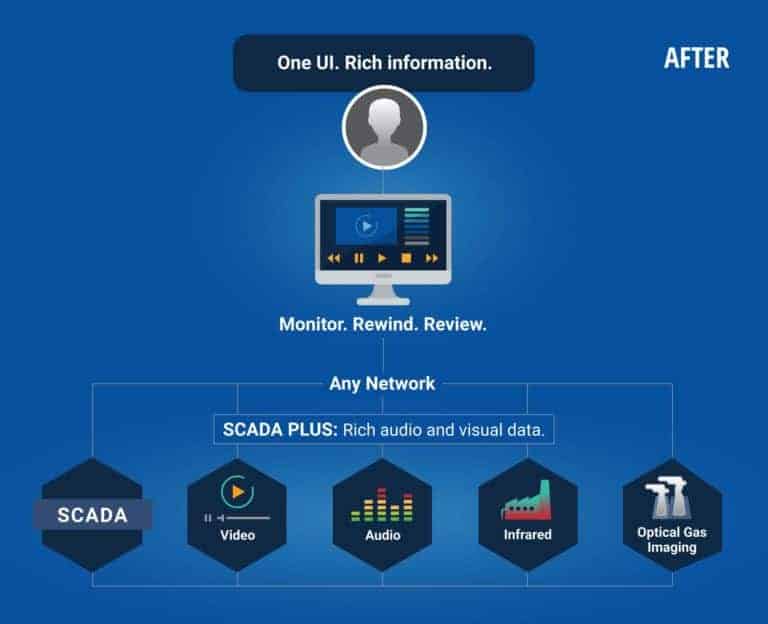 One UI. Rich information.
AFTER
Monitor. Rewind. Review.
Any Network
SCADA PLUS: Rich audio and visual data.
SCADA
Video
Audio
Infrared
Optical Gas
Imaging